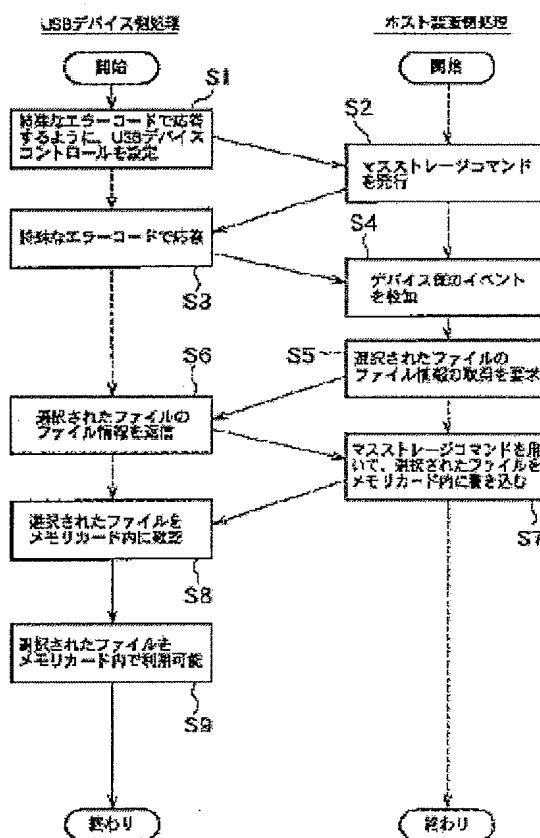 USBデバイス側処理
ホスト装置側処理
開始
開始
S1
特殊なエラーコードで応答
するように、USBデバイス
コントロールを設定
S2
マスストレージコマンド
を発行
特殊なエラーコードで応答
S3
S4
デバイス側のイベント
を検知
S5
選択されたファイルの
ファイル情報の取得を要求
S6
選択されたファイルの
ファイル情報を返信
マスストレージコマンドを用
いて、選択されたファイルを
メモリカード内に書き込む
S7
選択されたファイルを
メモリカード内に確認
S8
選択されたファイルを
メモリカード内で利用可能
S9
終わり
終わり